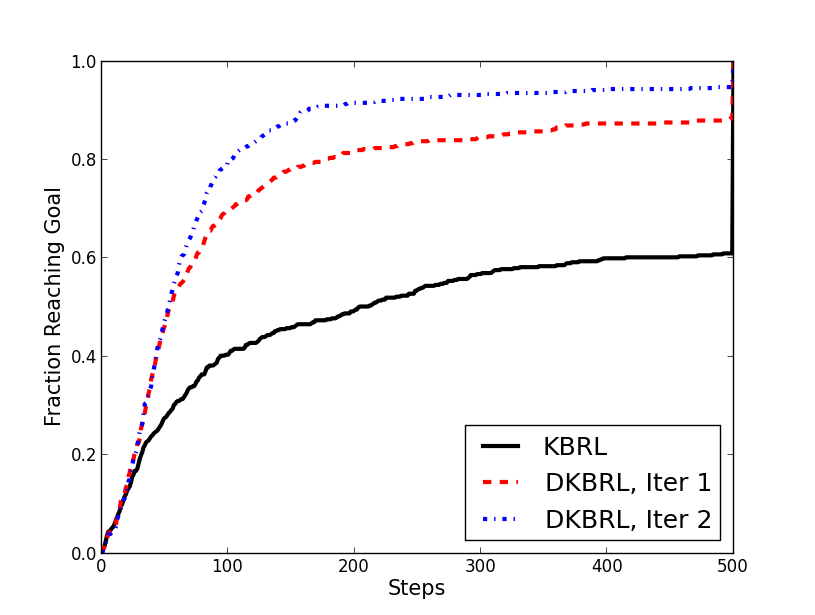 Fraction Reaching Goal
1.0
0.8
0.6
0.4
0.2
0.0
KBRL
DKBRL, Iter 1
DKBRL, Iter 2
0 100 200 300 400 500
Steps